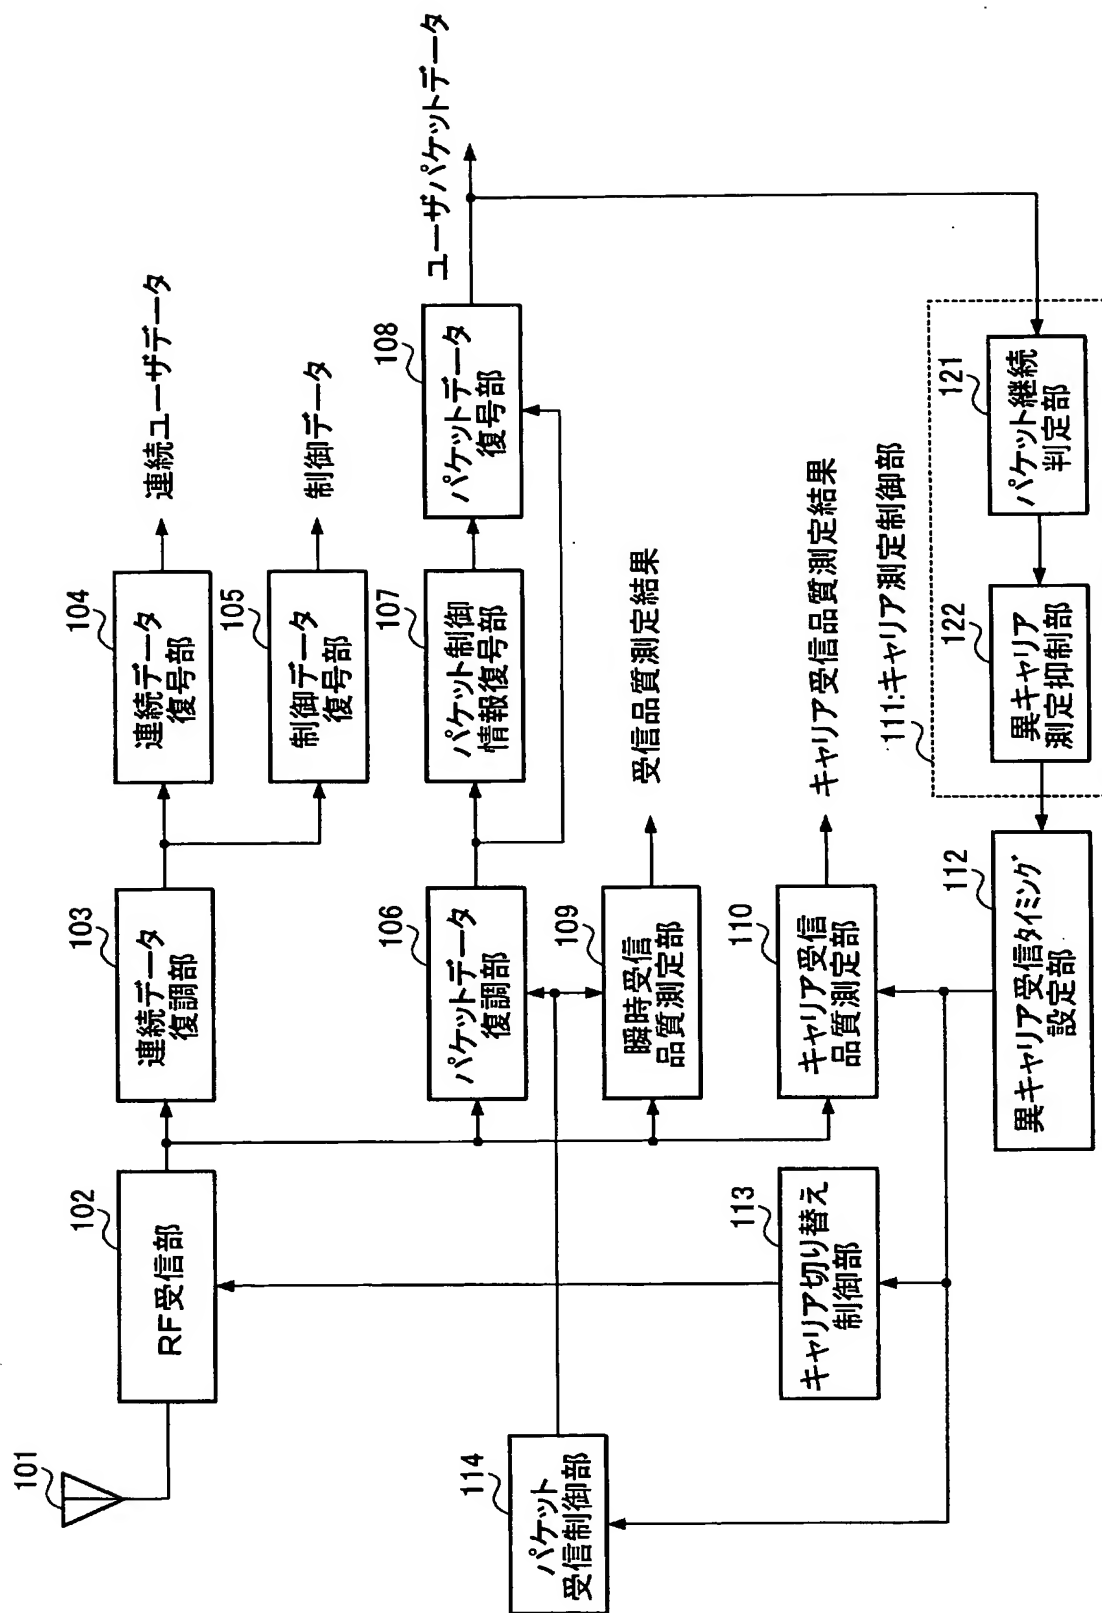 101
102
RF受信部
103
連続データ
復調部
104
連続データ
復号部
連続ユーザデータ
105
制御データ
復号部
制御データ
106
パケットデータ
復調部
107
パケット制御
情報復号部
108
パケットデータ
復号部
ユーザパケットデータ
109
瞬時受信
品質測定部
受信品質測定結果
110
キャリア受信
品質測定部
キャリア受信品質測定結果
111:キャリア測定制御部
121
パケット継続
判定部
122
異キャリア
測定抑制部
112
異キャリア受信タイミング
設定部
113
キャリア切り替え
制御部
114
パケット
受信制御部